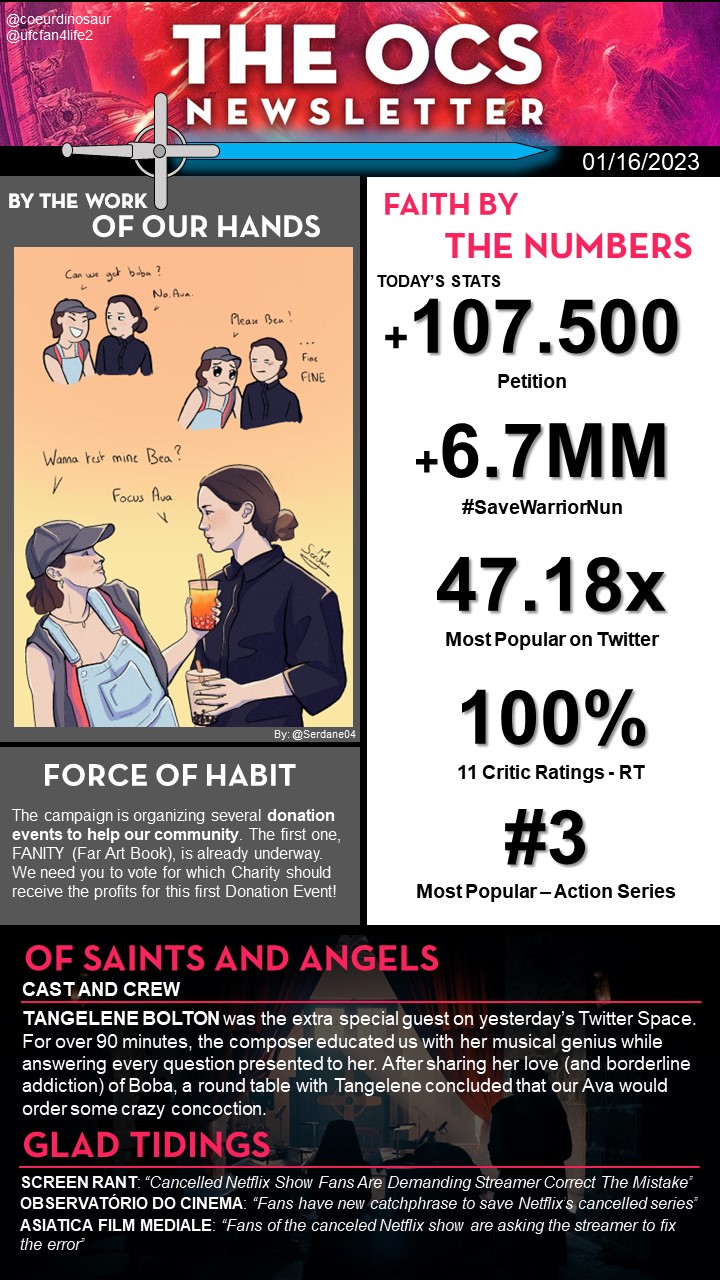 @coeurdinosaur
@ufcfan4life2
THE OCS
NEWSLETTER
01/16/2023
BY THE WORK
OF OUR HANDS
Can we get boba?
No, Ava.
Please Bea!
...
Fine
FINE
Wanna test mine Bea?
Focus Ava
Serdane
By: @Serdane04
FORCE OF HABIT
The campaign is organizing several donation
events to help our community. The first one,
FANITY (Far Art Book), is already underway.
We need you to vote for which Charity should
receive the profits for this first Donation Event!
FAITH BY
THE NUMBERS
TODAY'S STATS
+107.500
Petition
+6.7MM
#SaveWarriorNun
47.18x
Most Popular on Twitter
100%
11 Critic Ratings - RT
#3
Most Popular – Action Series
OF SAINTS AND ANGELS
CAST AND CREW
TANGELENE BOLTON was the extra special guest on yesterday's Twitter Space.
For over 90 minutes, the composer educated us with her musical genius while
answering every question presented to her. After sharing her love (and borderline
addiction) of Boba, a round table with Tangelene concluded that our Ava would
order some crazy concoction.
GLAD TIDINGS
SCREEN RANT: “Cancelled Netflix Show Fans Are Demanding Streamer Correct The Mistake”
OBSERVATÓRIO DO CINEMA: “Fans have new catchphrase to save Netflix's cancelled series”
ASIATICA FILM MEDIALE: “Fans of the canceled Netflix show are asking the streamer to fix
the error”